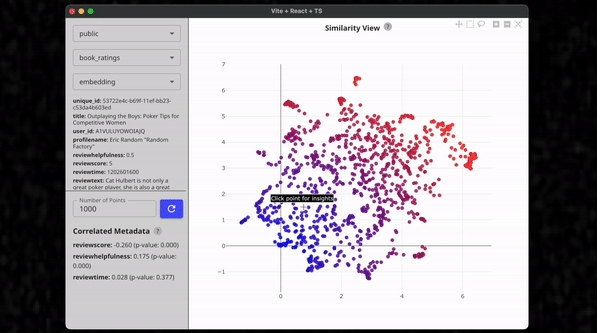 Vite + React + TS
public
book_ratings
embedding
unique_id: 53722e4c-b69f-11ef-bb23-
c53da4b603ed
title: Outplaying the Boys: Poker Tips for
Competitive Women
user_id: A1VULUYOWOIAJQ
profilename: Eric Random "Random
Factory"
reviewhelpfulness: 0.5
reviewscore: 5
reviewtime: 1202601600
reviewtext: Cat Hulbert is not only a
great poker player, she is also a great
Number of Points
1000
Correlated Metadata
reviewscore: -0.260 (p-value: 0.000)
reviewhelpfulness: 0.175 (p-value:
0.000)
reviewtime: 0.028 (p-value: 0.377)
Similarity View ?
7
6
5
4
3
2
1
0
−1
Click point for insights
0
2
4
6